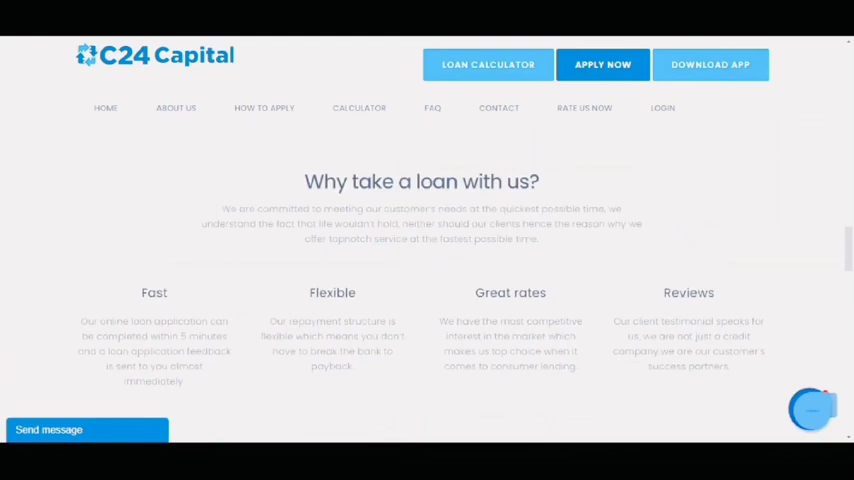 C24 Capital
LOAN CALCULATOR
APPLY NOW
DOWNLOAD APP
HOME
ABOUT US
HOW TO APPLY
CALCULATOR
FAQ
CONTACT
RATE US NOW
LOGIN
Why take a loan with us?
We are committed to meeting our customer's needs at the quickest possible time, we
understand the fact that life wouldn't hold, neither should our clients hence the reason why we
offer topnotch service at the fastest possible time.
Fast
Our online loan application can
be completed within 5 minutes
and a loan application feedback
is sent to you almost
immediately
Flexible
Our repayment structure is
flexible which means you don't
have to break the bank to
payback.
Great rates
We have the most competitive
interest in the market which
makes us top choice when it
comes to consumer lending.
Reviews
Our client testimonial speaks for
us, we are not just a credit
company we are our customer's
success partners.
Send message